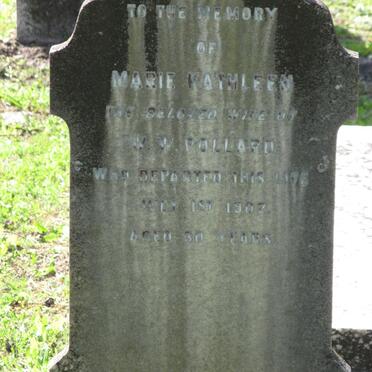 TO THE MEMORY
OF
MARIE KATHLEEN
THE BELOVED WIFE OF
W. W. POLLARD
WHO DEPARTED THIS LIFE
1ST 1907
AGED 30 YEARS